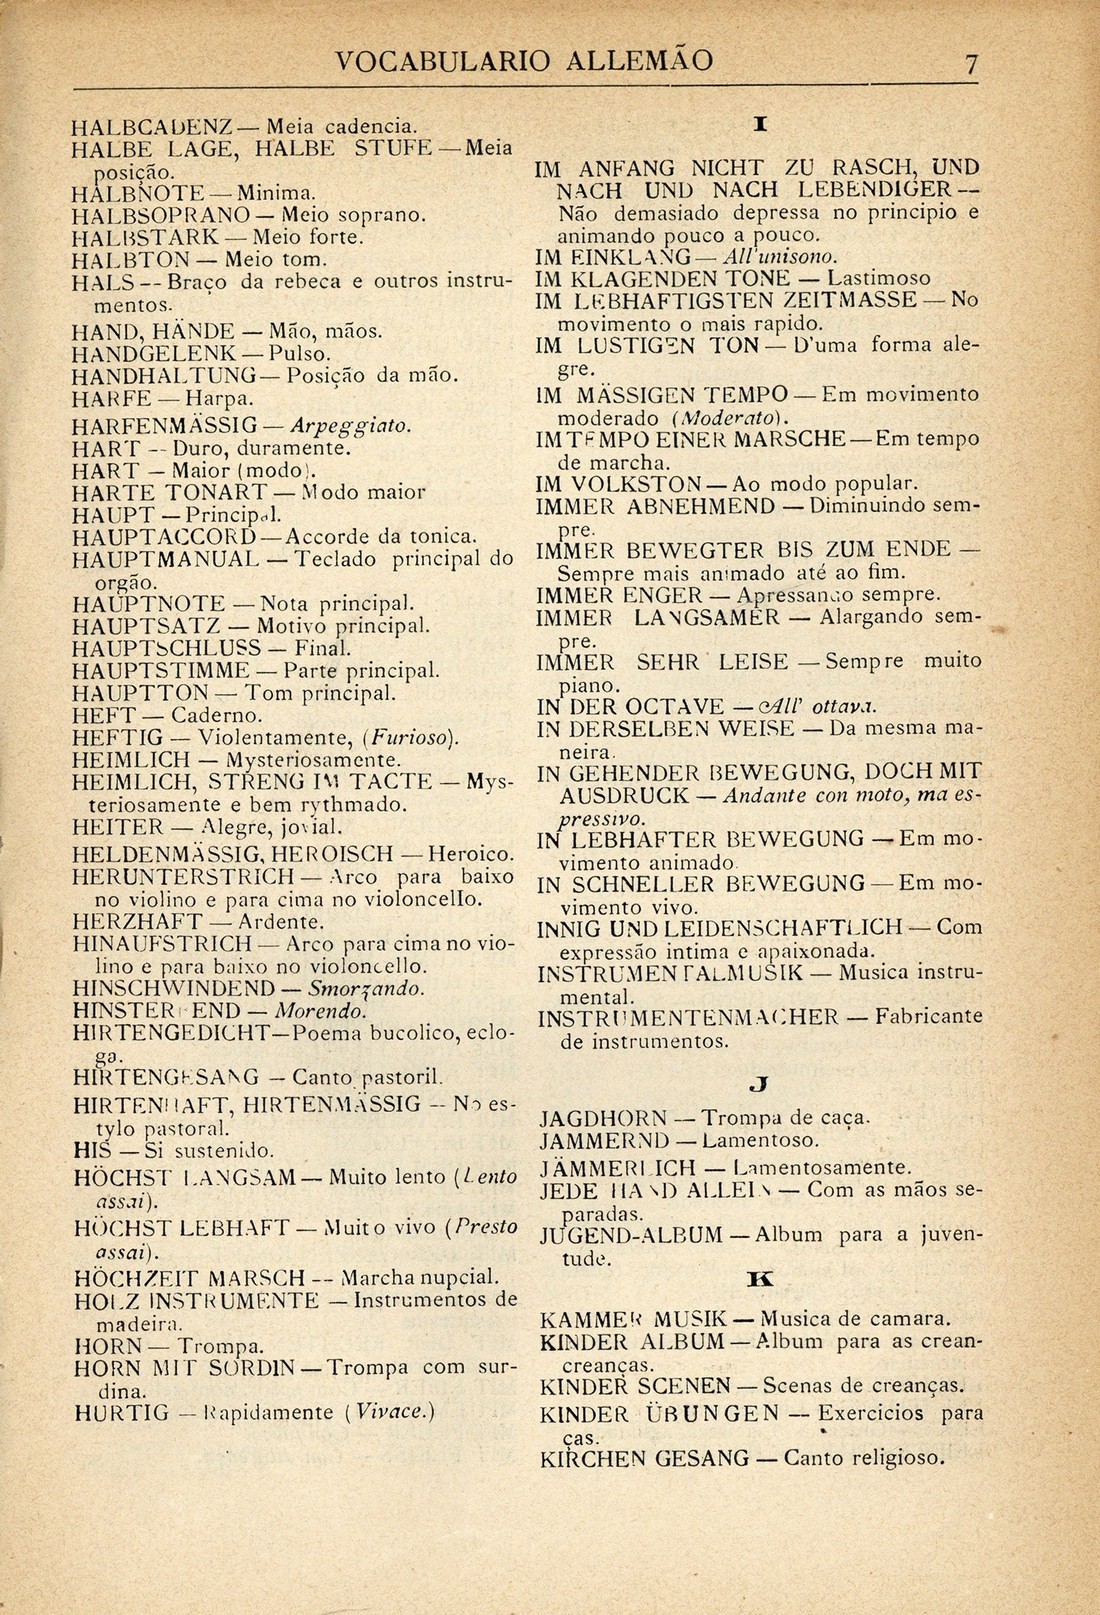 VOCABULARIO ALLEMÃO 7
HALBCADENZ — Meia cadencia.
HALBE LAGE, HALBE STUFE — Meia
posição.
HALBNOTE — Minima.
HALBSOPRANO — Meio soprano.
HALBSTARK — Meio forte.
HALBTON — Meio tom.
HALS -- Braço da rebeca e outros instru-
mentos.
HAND, HÄNDE — Mão, mãos.
HANDGELENK — Pulso.
HANDHALTUNG — Posição da mão.
HARFE — Harpa.
HARFENMÄSSIG — Arpeggiato.
HART -- Duro, duramente.
HART — Maior (modo).
HARTE TONART — Modo maior
HAUPT — Principal.
HAUPTACCORD — Accorde da tonica.
HAUPTMANUAL — Teclado principal do
orgão.
HAUPTNOTE — Nota principal.
HAUPTSATZ — Motivo principal.
HAUPTSCHLUSS — Final.
HAUPTSTIMME — Parte principal.
HAUPTTON — Tom principal.
HEFT — Caderno.
HEFTIG — Violentamente, (Furioso).
HEIMLICH — Mysteriosamente.
HEIMLICH, STRENG IM TACTE — Mys-
teriosamente e bem rythmado.
HEITER — Alegre, jovial.
HELDENMÄSSIG, HEROISCH — Heroico.
HERUNTERSTRICH — Arco para baixo
no violino e para cima no violoncello.
HERZHAFT — Ardente.
HINAUFSTRICH — Arco para cima no vio-
lino e para baixo no violoncello.
HINSCHWINDEND — Smorzando.
HINSTERBEND — Morendo.
HIRTENGEDICHT — Poema bucolico, eclo-
ga.
HIRTENGESANG — Canto pastoril.
HIRTENHAFT, HIRTENMÄSSIG -- No es-
tylo pastoral.
HIS — Si sustenido.
HÖCHST LANGSAM — Muito lento (Lento
assai).
HÖCHST LEBHAFT — Muito vivo (Presto
assai).
HÖCHZEIT MARSCH -- Marcha nupcial.
HOLZ INSTRUMENTE — Instrumentos de
madeira.
HORN — Trompa.
HORN MIT SORDIN — Trompa com sur-
dina.
HURTIG — Rapidamente (Vivace.)
I
IM ANFANG NICHT ZU RASCH, UND
NACH UND NACH LEBENDIGER —
Não demasiado depressa no principio e
animando pouco a pouco.
IM EINKLANG — All'unisono.
IM KLAGENDEN TONE — Lastimoso
IM LEBHAFTIGSTEN ZEITMASSE — No
movimento o mais rapido.
IM LUSTIGEN TON — D'uma forma ale-
gre.
IM MÄSSIGEN TEMPO — Em movimento
moderado (Moderato).
IM TEMPO EINER MARSCHE — Em tempo
de marcha.
IM VOLKSTON — Ao modo popular.
IMMER ABNEHMEND — Diminuindo sem-
pre.
IMMER BEWEGTER BIS ZUM ENDE —
Sempre mais animado até ao fim.
IMMER ENGER — Apressando sempre.
IMMER LANGSAMER — Alargando sem-
pre.
IMMER SEHR LEISE — Sempre muito
piano.
IN DER OCTAVE — All' ottava.
IN DERSELBEN WEISE — Da mesma ma-
neira.
IN GEHENDER BEWEGUNG, DOCH MIT
AUSDRUCK — Andante con moto, ma es-
pressivo.
IN LEBHAFTER BEWEGUNG — Em mo-
vimento animado.
IN SCHNELLER BEWEGUNG — Em mo-
vimento vivo.
INNIG UND LEIDENSCHAFTLICH — Com
expressão intima e apaixonada.
INSTRUMENTALMUSIK — Musica instru-
mental.
INSTRUMENTENMACHER — Fabricante
de instrumentos.
J
JAGDHORN — Trompa de caça.
JAMMERND — Lamentoso.
JÄMMERLICH — Lamentosamente.
JEDE HAND ALLEIN — Com as mãos se-
paradas.
JUGEND-ALBUM — Album para a juven-
tude.
K
KAMMER MUSIK — Musica de camara.
KINDER ALBUM — Album para as crean-
creanças.
KINDER SCENEN — Scenas de creanças.
KINDER ÜBUNGEN — Exercicios para
ças.
KIRCHEN GESANG — Canto religioso.